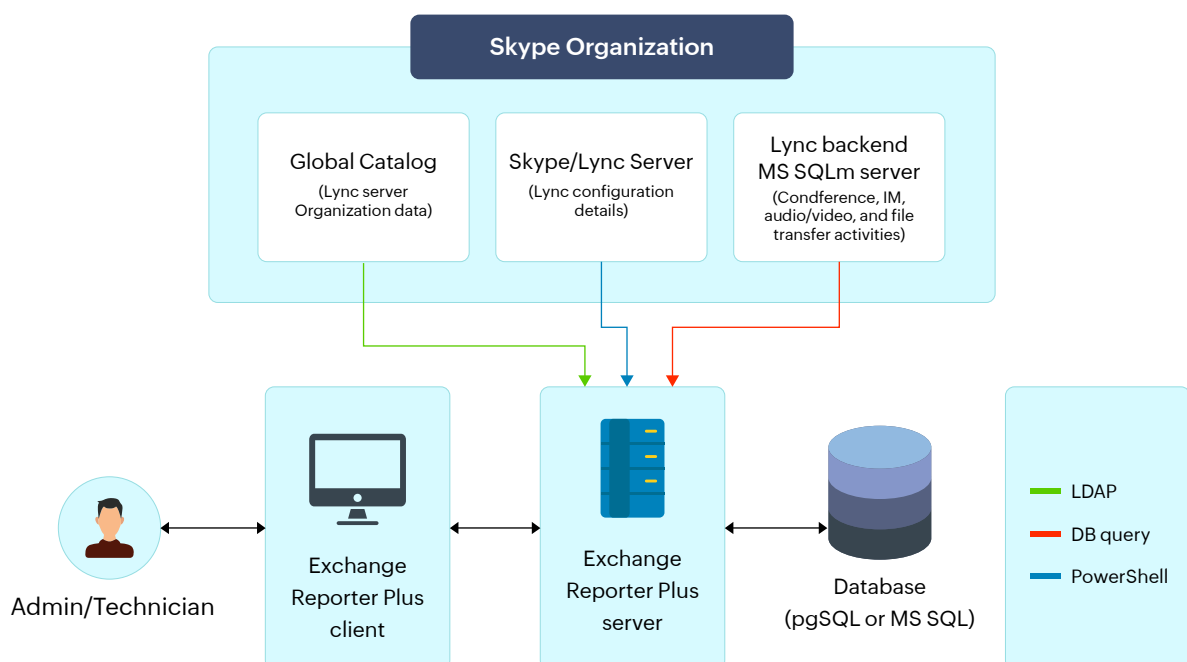 Skype Organization
Global Catalog
(Lync server
Organization data)
Skype/Lync Server
(Lync configuration
details)
Lync backend
MS SQLm server
(Condference, IM,
audio/video, and file
transfer activities)
Admin/Technician
Exchange
Reporter Plus
client
Exchange
Reporter Plus
server
Database
(pgSQL or MS SQL)
LDAP
DB query
PowerShell